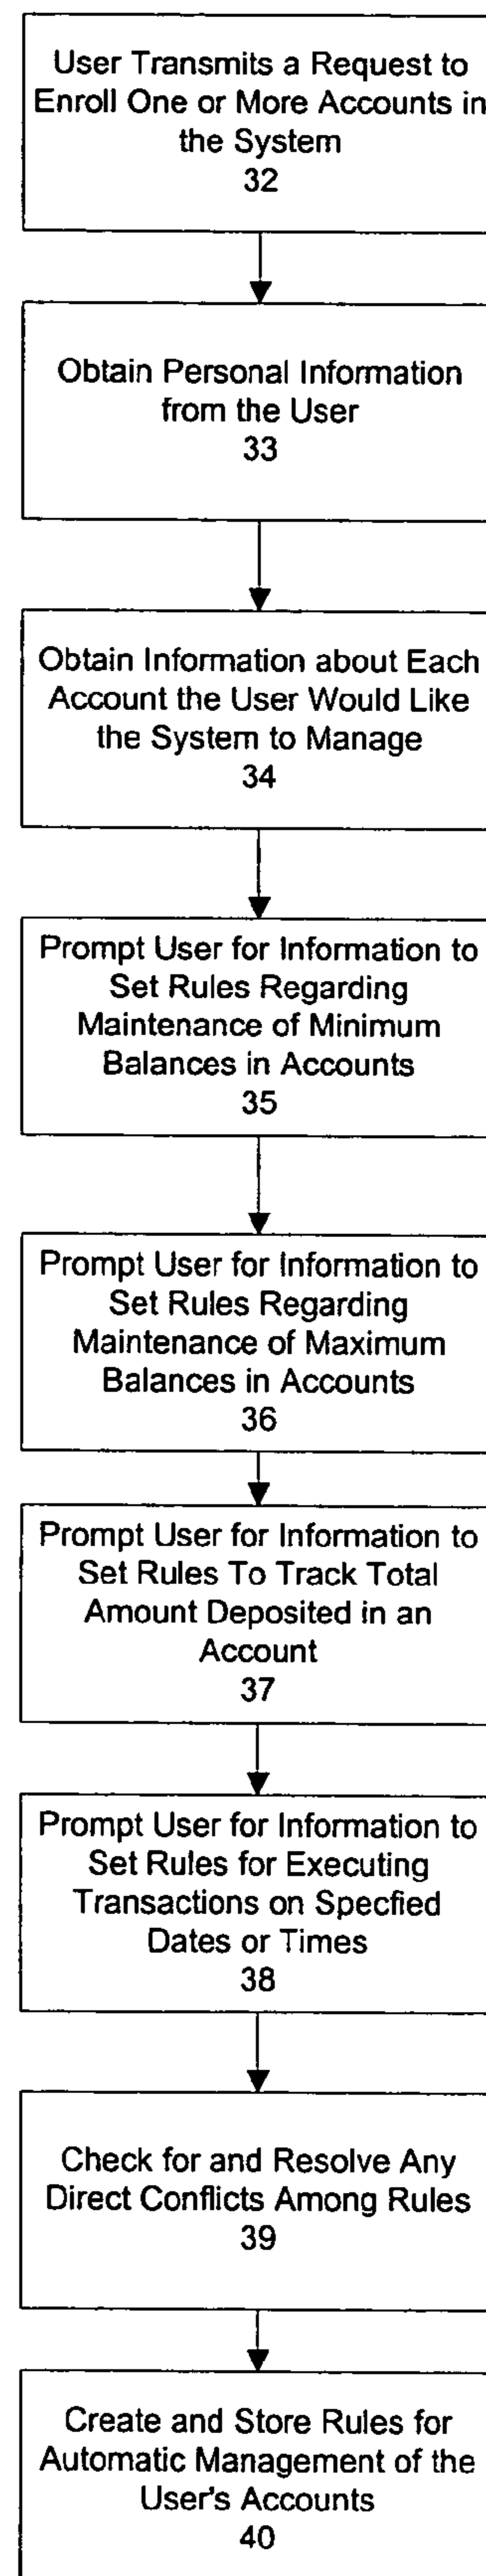 User Transmits a Request to
Enroll One or More Accounts in
the System
32
Obtain Personal Information
from the User
33
Obtain Information about Each
Account the User Would Like
the System to Manage
34
Prompt User for Information to
Set Rules Regarding
Maintenance of Minimum
Balances in Accounts
35
Prompt User for Information to
Set Rules Regarding
Maintenance of Maximum
Balances in Accounts
36
Prompt User for Information to
Set Rules To Track Total
Amount Deposited in an
Account
37
Prompt User for Information to
Set Rules for Executing
Transactions on Specfied
Dates or Times
38
Check for and Resolve Any
Direct Conflicts Among Rules
39
Create and Store Rules for
Automatic Management of the
User's Accounts
40